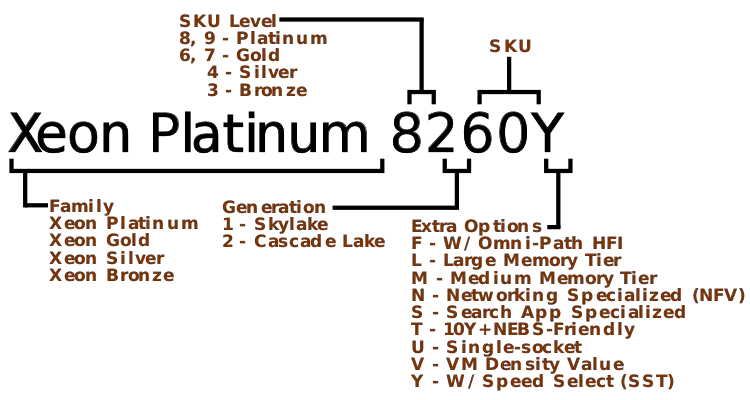 SKU Level
8, 9 - Platinum
6, 7 - Gold
4 - Silver
3 - Bronze
SKU
Xeon Platinum 8260Y
Family
Xeon Platinum
Xeon Gold
Xeon Silver
Xeon Bronze
Generation
1 - Skylake
2 - Cascade Lake
Extra Options
F - W/ Omni-Path HFI
L - Large Memory Tier
M - Medium Memory Tier
N - Networking Specialized (NFV)
S - Search App Specialized
T - 10Y+NEBS-Friendly
U - Single-socket
V - VM Density Value
Y - W/ Speed Select (SST)